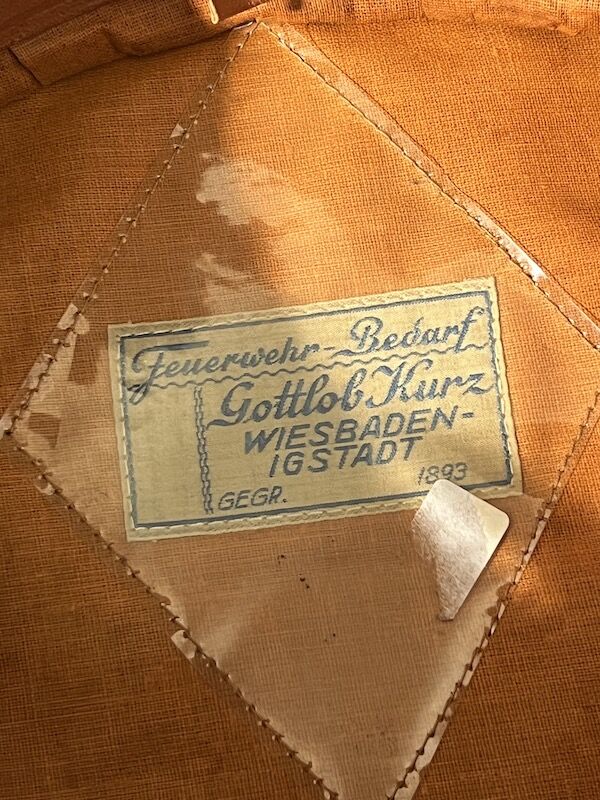 Feuerwehr-Bedarf
Gottlob Kurz
WIESBADEN-
IGSTADT
GEGR. 1893